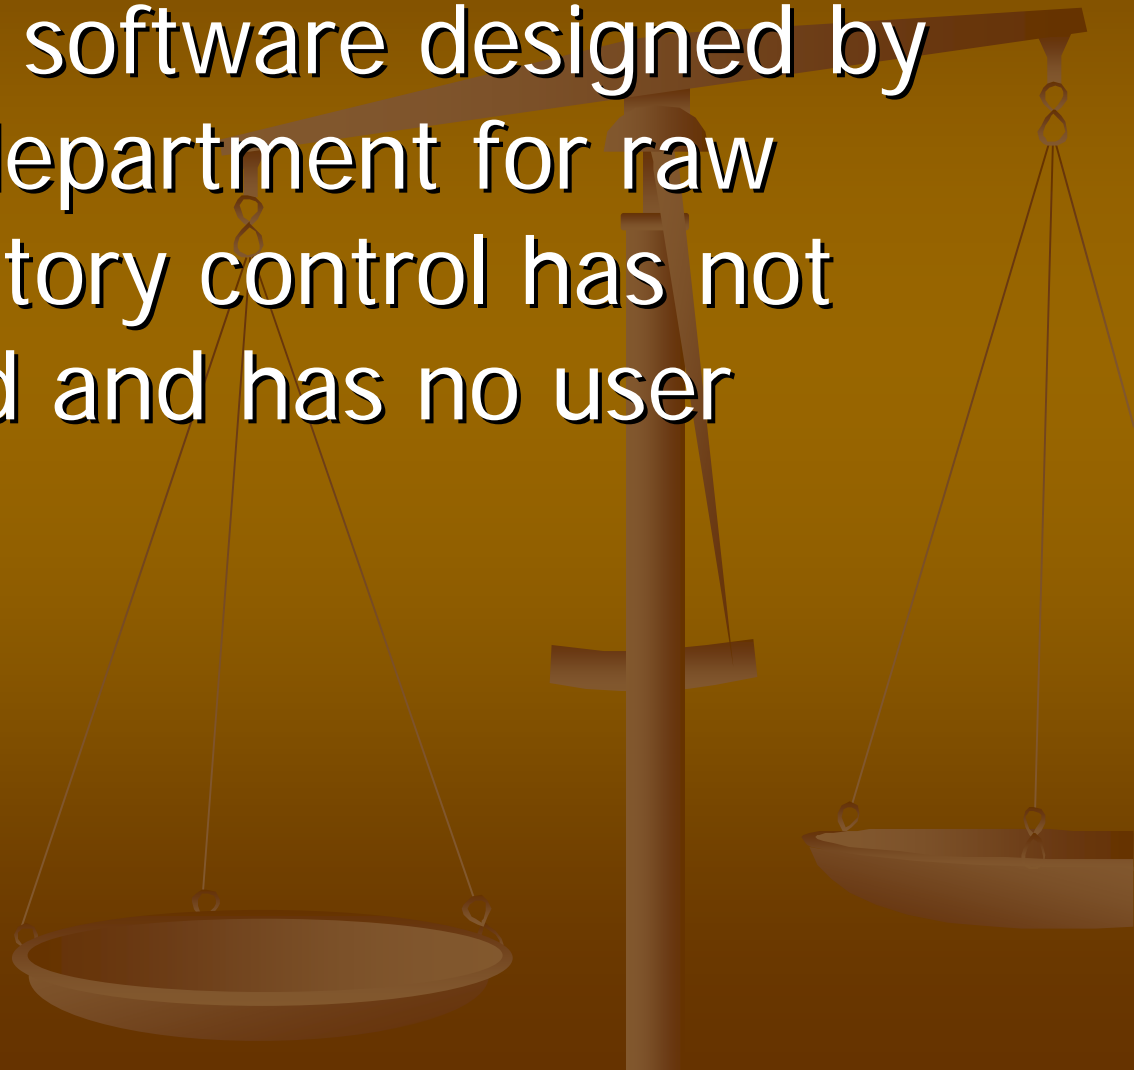 software designed by
epartment for raw
tory control has not
and has no user